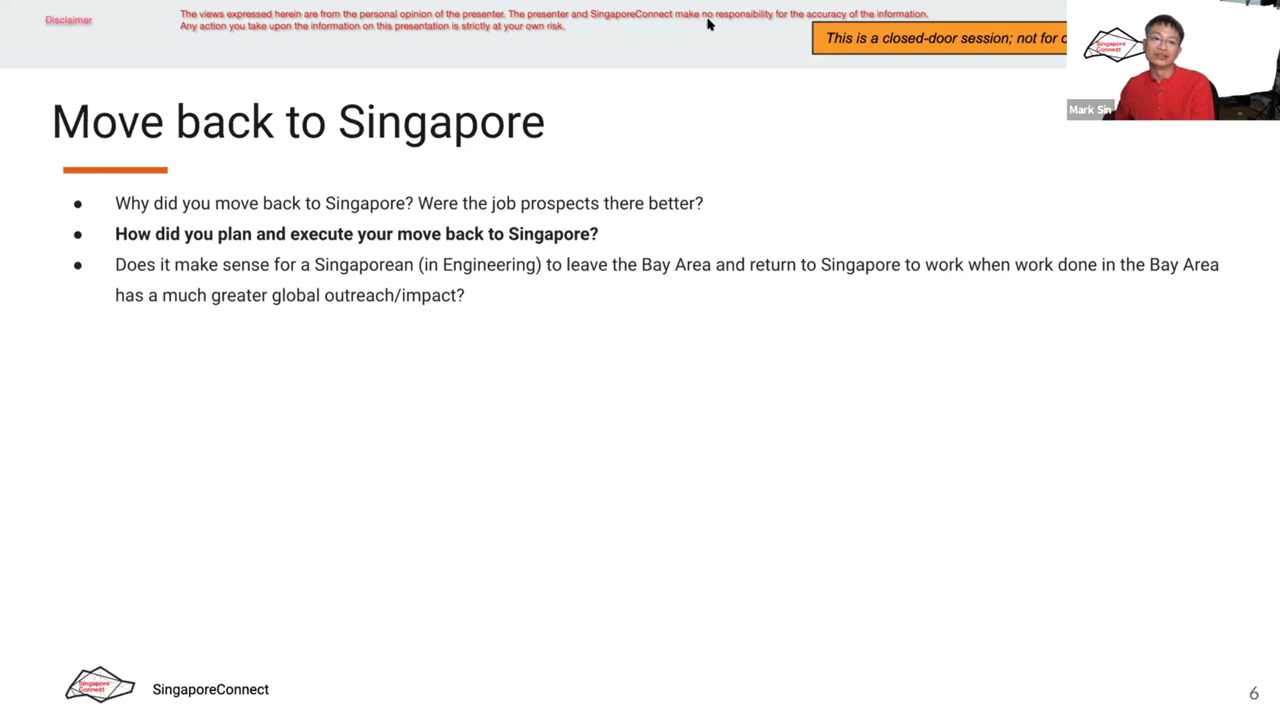 Disclaimer
The views expressed herein are from the personal opinion of the presenter. The presenter and SingaporeConnect make no responsibility for the accuracy of the information.
Any action you take upon the information on this presentation is strictly at your own risk.
This is a closed-door session; not for
Singapore
Connect
Mark Sin
Move back to Singapore
● Why did you move back to Singapore? Were the job prospects there better?
● How did you plan and execute your move back to Singapore?
● Does it make sense for a Singaporean (in Engineering) to leave the Bay Area and return to Singapore to work when work done in the Bay Area
has a much greater global outreach/impact?
Singapore
Connect
SingaporeConnect
6